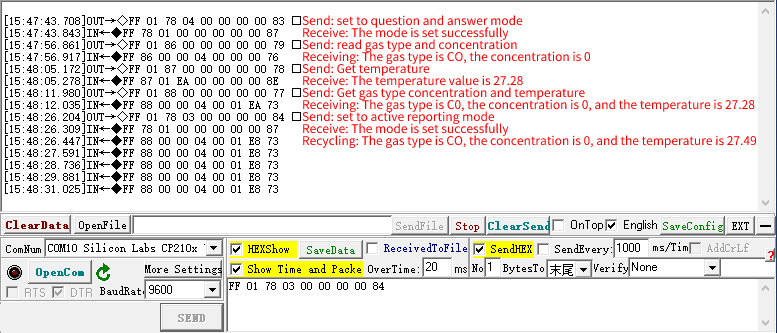 [15:47:43.708]OUT→◇FF 01 78 04 00 00 00 00 83 □Send: set to question and answer mode
[15:47:43.843]IN←◆FF 78 01 00 00 00 00 00 87 Receive: The mode is set successfully
[15:47:56.861]OUT→◇FF 01 86 00 00 00 00 00 79 □Send: read gas type and concentration
[15:47:56.917]IN←◆FF 86 00 00 04 00 00 00 76 Receiving: The gas type is CO, the concentration is 0
[15:48:05.172]OUT→◇FF 01 87 00 00 00 00 00 78 □Send: Get temperature
[15:48:05.278]IN←◆FF 87 01 EA 00 00 00 00 8E Receive: The temperature value is 27.28
[15:48:11.980]OUT→◇FF 01 88 00 00 00 00 00 77 □Send: Get gas type concentration and temperature
[15:48:12.035]IN←◆FF 88 00 00 04 00 01 EA 73 Receiving: The gas type is C0, the concentration is 0, and the temperature is 27.28
[15:48:26.204]OUT→◇FF 01 78 03 00 00 00 00 84 □Send: set to active reporting mode
[15:48:26.309]IN←◆FF 78 01 00 00 00 00 00 87 Receive: The mode is set successfully
[15:48:26.447]IN←◆FF 88 00 00 04 00 01 E8 73 Recycling: The gas type is CO, the concentration is 0, and the temperature is 27.49
[15:48:27.591]IN←◆FF 88 00 00 04 00 01 E8 73
[15:48:28.736]IN←◆FF 88 00 00 04 00 01 E8 73
[15:48:29.881]IN←◆FF 88 00 00 04 00 01 E8 73
[15:48:31.025]IN←◆FF 88 00 00 04 00 01 E8 73
ClearData OpenFile SendFile Stop ClearSend OnTop English SaveConfig EXT —
ComNum COM10 Silicon Labs CP210x HEXShow SaveData ReceivedToFile SendHEX SendEvery: 1000 ms/Tim AddCrLf
OpenCom More Settings Show Time and Packe OverTime: 20 ms No 1 BytesTo 末尾 Verify None ?
RTS DTR BaudRat 9600 FF 01 78 03 00 00 00 00 84
SEND